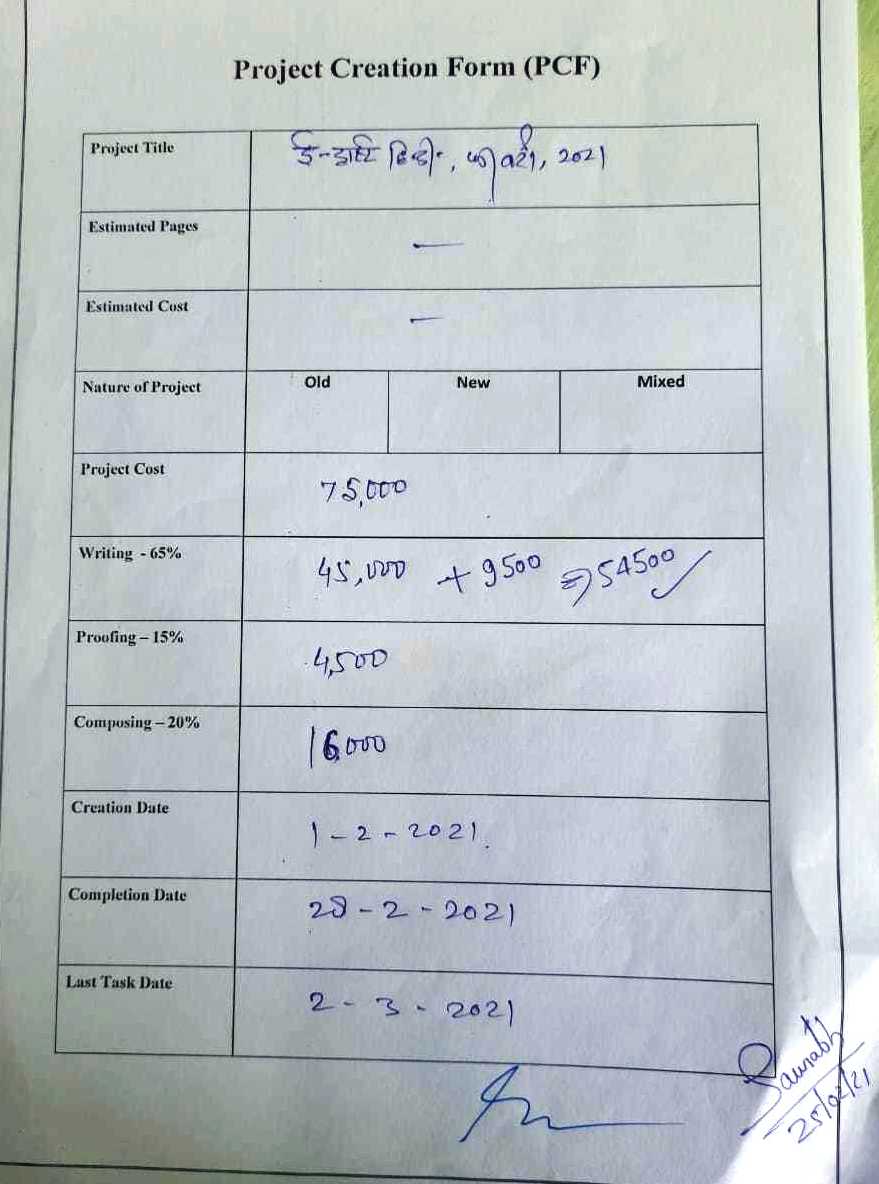 Project Creation Form (PCF)
Project Title ई-दृष्टि हिन्दी, फरवरी, 2021
Estimated Pages —
Estimated Cost —
Nature of Project Old New Mixed
Project Cost 75,000
Writing - 65% 45,000 + 9500 ⇒ 54500 ✓
Proofing – 15% 4,500
Composing – 20% 16000
Creation Date 1-2-2021.
Completion Date 28-2-2021
Last Task Date 2-3-2021
Saurabh
25/02/21